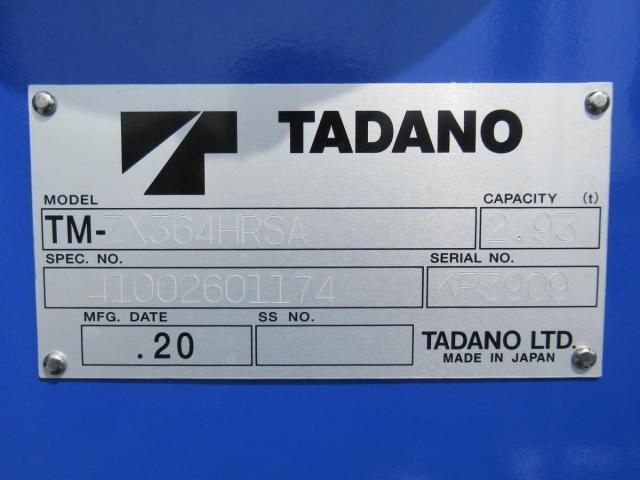 TADANO
MODEL
CAPACITY (t)
TM-ZX364HRSA
2.93
SPEC. NO.
SERIAL NO.
41002601174
KF3909
MFG. DATE
SS NO.
.20
TADANO LTD.
MADE IN JAPAN